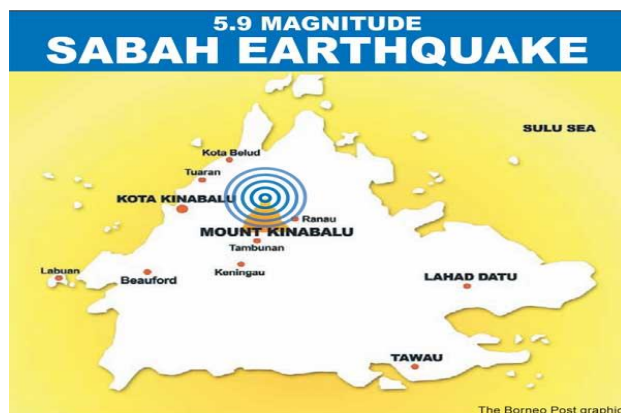 5.9 MAGNITUDE
SABAH EARTHQUAKE
SULU SEA
Kota Belud
Tuaran
KOTA KINABALU
Ranau
MOUNT KINABALU
Tambunan
Keningau
Labuan
Beauford
LAHAD DATU
TAWAU
The Borneo Post graphic